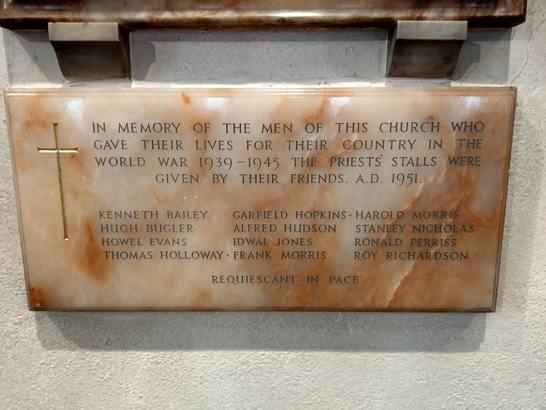 IN MEMORY OF THE MEN OF THIS CHURCH WHO
GAVE THEIR LIVES FOR THEIR COUNTRY IN THE
WORLD WAR 1939-1945 THE PRIESTS' STALLS WERE
GIVEN BY THEIR FRIENDS. A.D. 1951.
KENNETH BAILEY GARFIELD HOPKINS · HAROLD MORRIS
HUGH BUGLER ALFRED HUDSON STANLEY NICHOLAS
HOWEL EVANS IDWAL JONES RONALD PERRISS
THOMAS HOLLOWAY · FRANK MORRIS ROY RICHARDSON
REQUIESCANT IN PACE